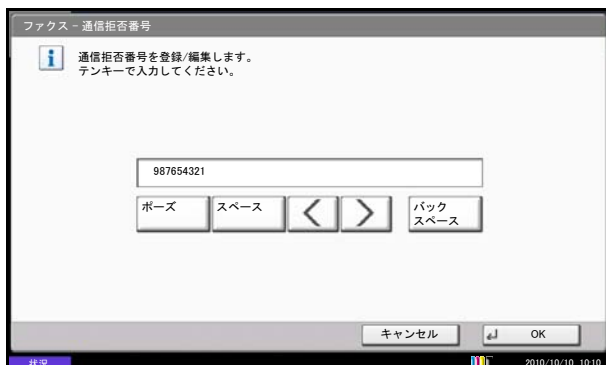 ファクス - 通信拒否番号
通信拒否番号を登録/編集します。
テンキーで入力してください。
987654321
ポーズ
スペース
バック
スペース
キャンセル
OK
状況
2010/10/10 10:10